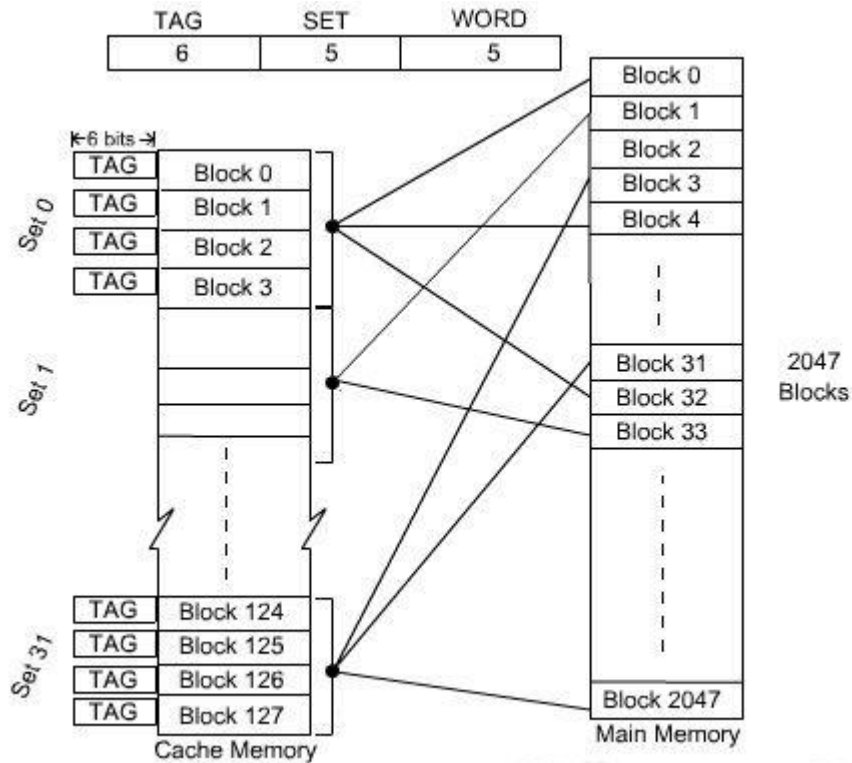 TAG SET WORD
6 5 5
6 bits
Set 0
TAG Block 0
TAG Block 1
TAG Block 2
TAG Block 3
Set 1
Set 31
TAG Block 124
TAG Block 125
TAG Block 126
TAG Block 127
Cache Memory
Block 0
Block 1
Block 2
Block 3
Block 4
Block 31
Block 32
Block 33
Block 2047
Main Memory
2047
Blocks